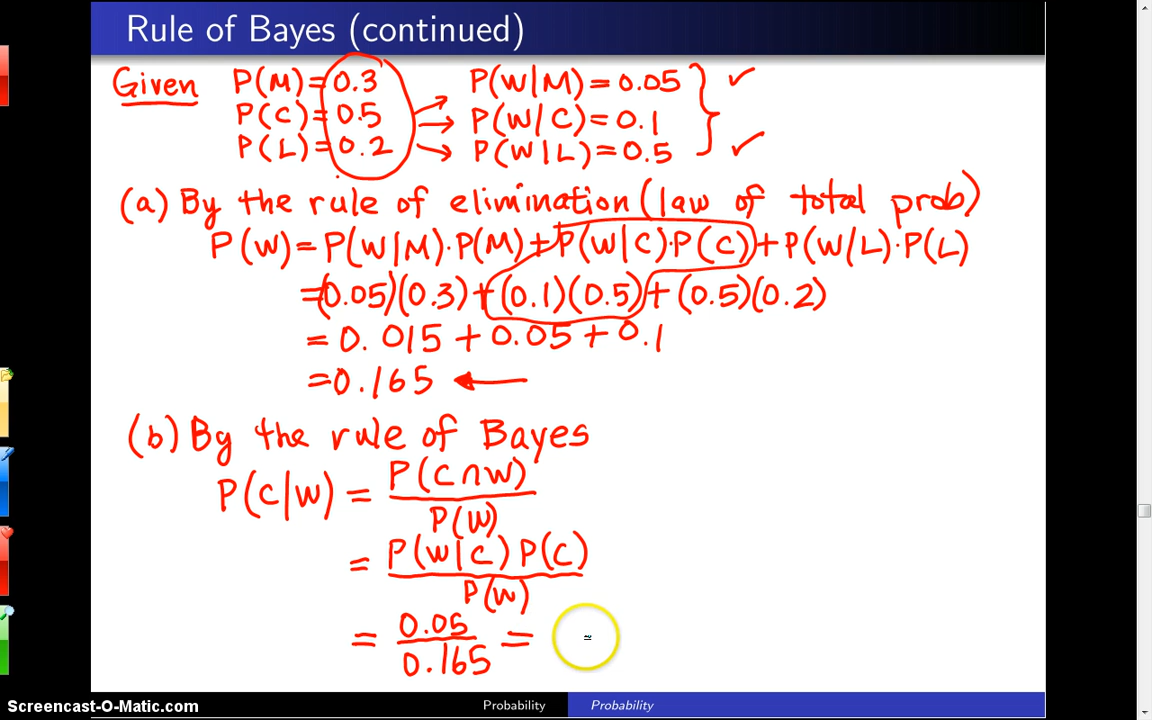 Rule of Bayes (continued)
Given P(M)=0.3 P(W|M)=0.05
P(C)=0.5 P(W|C)=0.1
P(L)=0.2 P(W|L)=0.5
(a) By the rule of elimination (law of total prob)
P(W)=P(W|M)·P(M)+P(W|C)·P(C)+P(W|L)·P(L)
=(0.05)(0.3)+(0.1)(0.5)+(0.5)(0.2)
=0.015+0.05+0.1
=0.165
(b) By the rule of Bayes
P(C|W) = P(C∩W)
P(W)
= P(W|C) P(C)
P(W)
= 0.05 =
0.165
Screencast-O-Matic.com Probability Probability